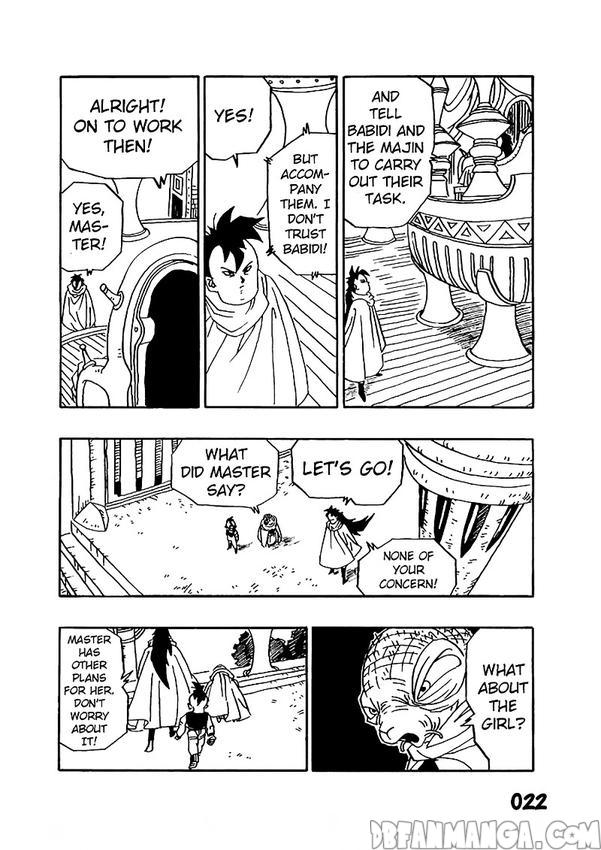 AND
TELL
BABIDI AND
THE MAJIN
TO CARRY
OUT THEIR
TASK.
YES!
BUT
ACCOM-
PANY
THEM. I
DON'T
TRUST
BABIDI!
ALRIGHT!
ON TO WORK
THEN!
YES,
MAS-
TER!
LET'S GO!
WHAT
DID MASTER
SAY?
NONE OF
YOUR
CONCERN!
WHAT
ABOUT THE
GIRL?
MASTER
HAS
OTHER
PLANS
FOR HER.
DON'T
WORRY
ABOUT
IT!
022
DBFANMANGA.COM